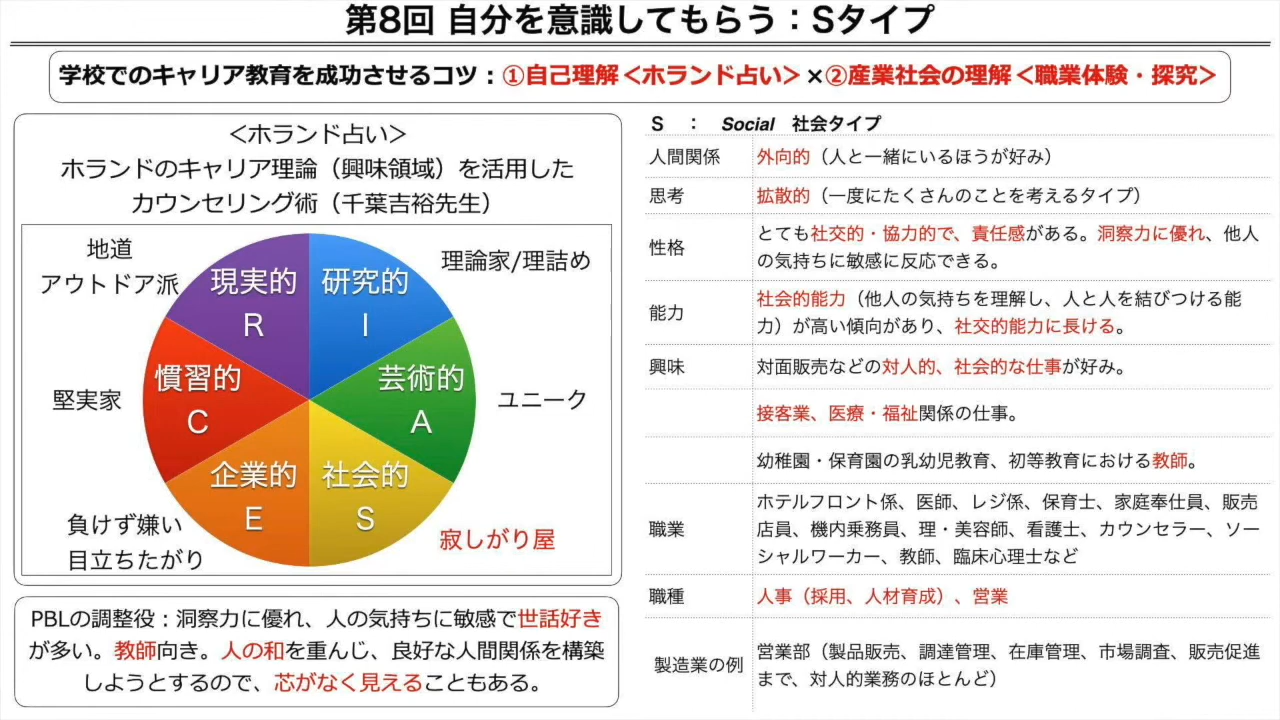 第8回 自分を意識してもらう：Sタイプ
学校でのキャリア教育を成功させるコツ：①自己理解＜ホランド占い＞×②産業社会の理解＜職業体験・探究＞
＜ホランド占い＞
ホランドのキャリア理論（興味領域）を活用した
カウンセリング術（千葉吉裕先生）
地道
アウトドア派
現実的
R
研究的
I
理論家/理詰め
堅実家
慣習的
C
芸術的
A
ユニーク
企業的
E
社会的
S
負けず嫌い
目立ちたがり
寂しがり屋
PBLの調整役：洞察力に優れ、人の気持ちに敏感で世話好き
が多い。教師向き。人の和を重んじ、良好な人間関係を構築
しようとするので、芯がなく見えることもある。
S ： Social 社会タイプ
人間関係 外向的（人と一緒にいるほうが好み）
思考 拡散的（一度にたくさんのことを考えるタイプ）
性格 とても社交的・協力的で、責任感がある。洞察力に優れ、他人
の気持ちに敏感に反応できる。
能力 社会的能力（他人の気持ちを理解し、人と人を結びつける能
力）が高い傾向があり、社交的能力に長ける。
興味 対面販売などの対人的、社会的な仕事が好み。
接客業、医療・福祉関係の仕事。
幼稚園・保育園の乳幼児教育、初等教育における教師。
職業 ホテルフロント係、医師、レジ係、保育士、家庭奉仕員、販売
店員、機内乗務員、理・美容師、看護士、カウンセラー、ソー
シャルワーカー、教師、臨床心理士など
職種 人事（採用、人材育成）、営業
製造業の例 営業部（製品販売、調達管理、在庫管理、市場調査、販売促進
まで、対人的業務のほとんど）